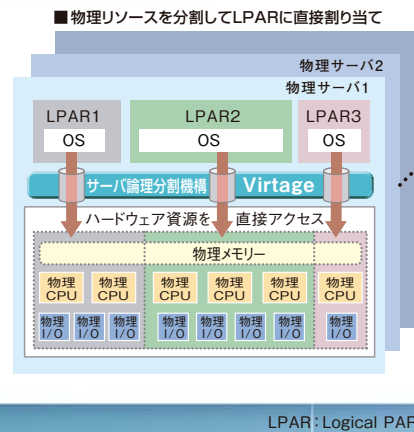 ■物理リソースを分割してLPARに直接割り当て
物理サーバ2
物理サーバ1
LPAR1 LPAR2 LPAR3
OS OS OS
サーバ論理分割機構 Virtage
ハードウェア資源を 直接アクセス
物理メモリー
物理 物理 物理 物理 物理 物理
CPU CPU CPU CPU CPU CPU
物理 物理 物理 物理 物理 物理 物理 物理
I/O I/O I/O I/O I/O I/O I/O I/O
LPAR:Logical PAR